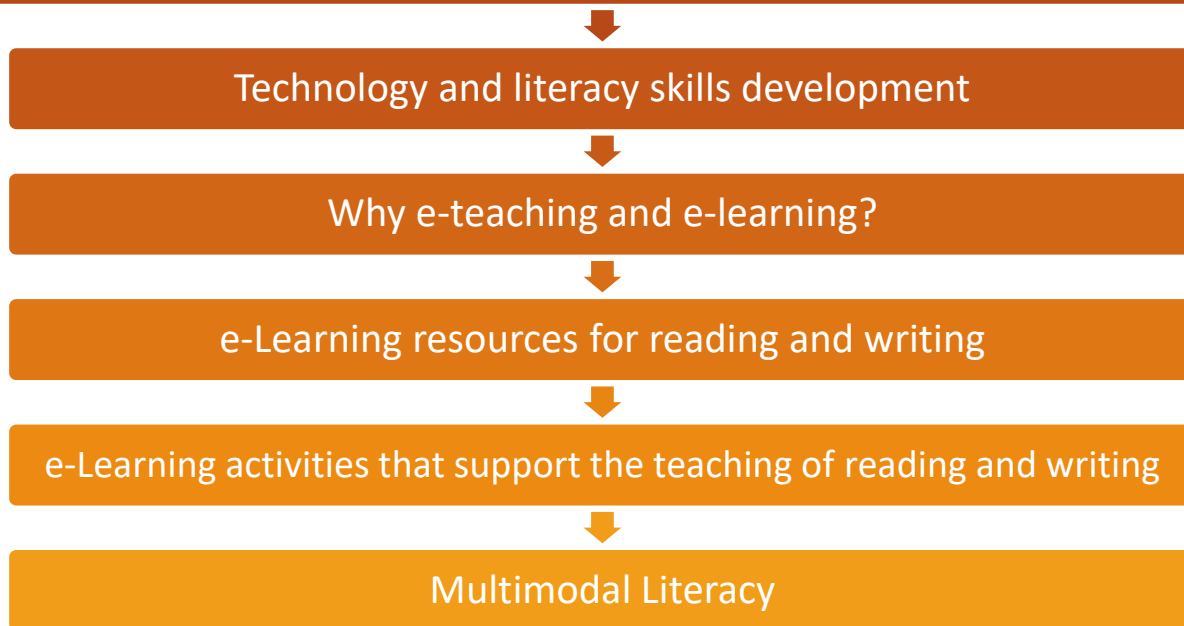 Technology and literacy skills development
Why e-teaching and e-learning?
e-Learning resources for reading and writing
e-Learning activities that support the teaching of reading and writing
Multimodal Literacy